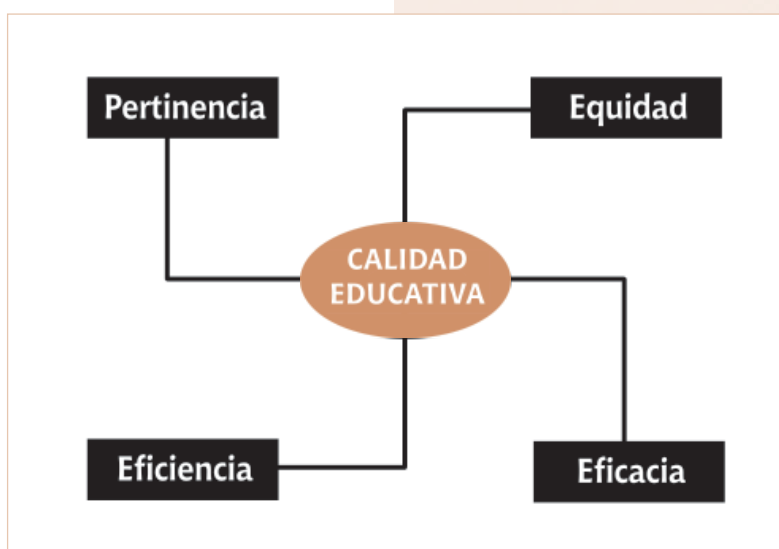 Pertinencia
Equidad
CALIDAD
EDUCATIVA
Eficiencia
Eficacia